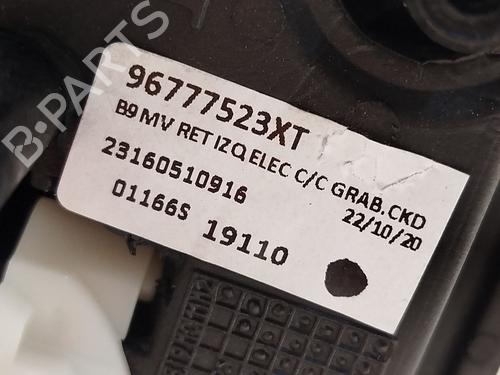 B-PARTS
96777523XT
B9 MV RET IZQ ELEC C/C GRAB.CKD
23160510916
22/10/20
01166S
19110